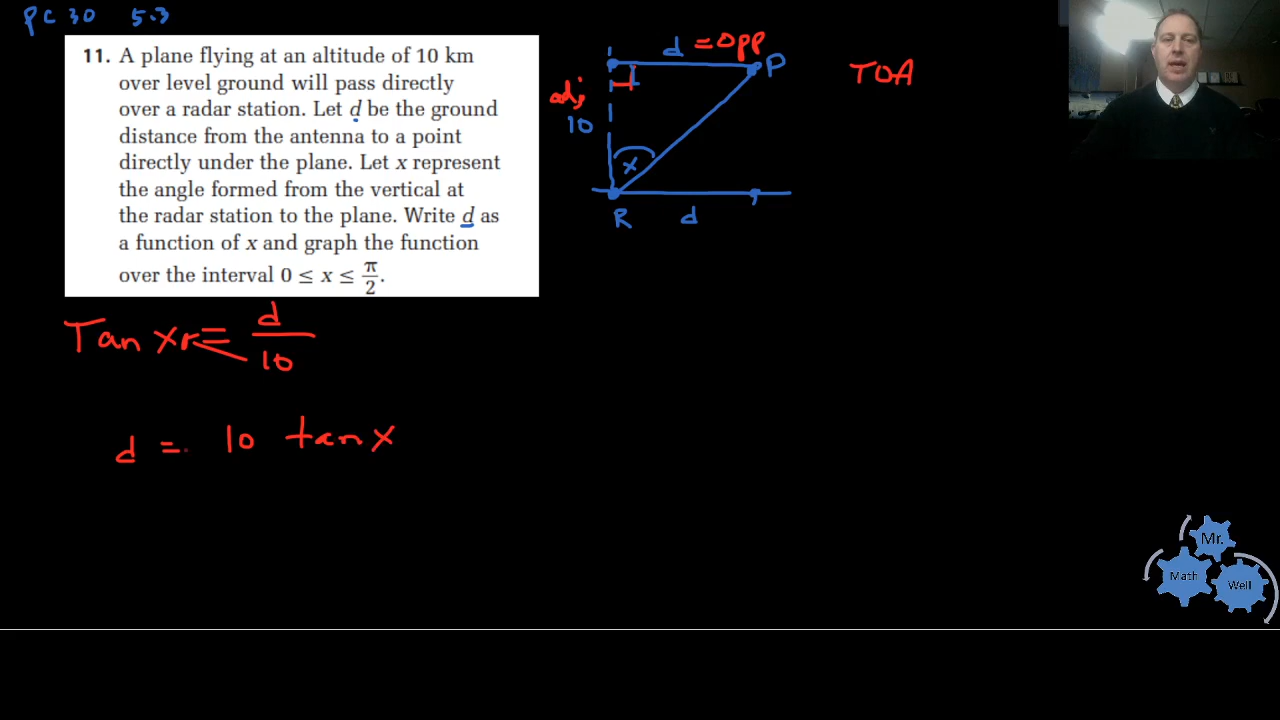 PC 30 5.3
11. A plane flying at an altitude of 10 km
over level ground will pass directly
over a radar station. Let d be the ground
distance from the antenna to a point
directly under the plane. Let x represent
the angle formed from the vertical at
the radar station to the plane. Write d as
a function of x and graph the function
over the interval 0 ≤ x ≤ π/2.
d = opp
P
adj
10
x
R
d
TOA
Tan x = d/10
d = 10 tan x
Mr.
Math
Well